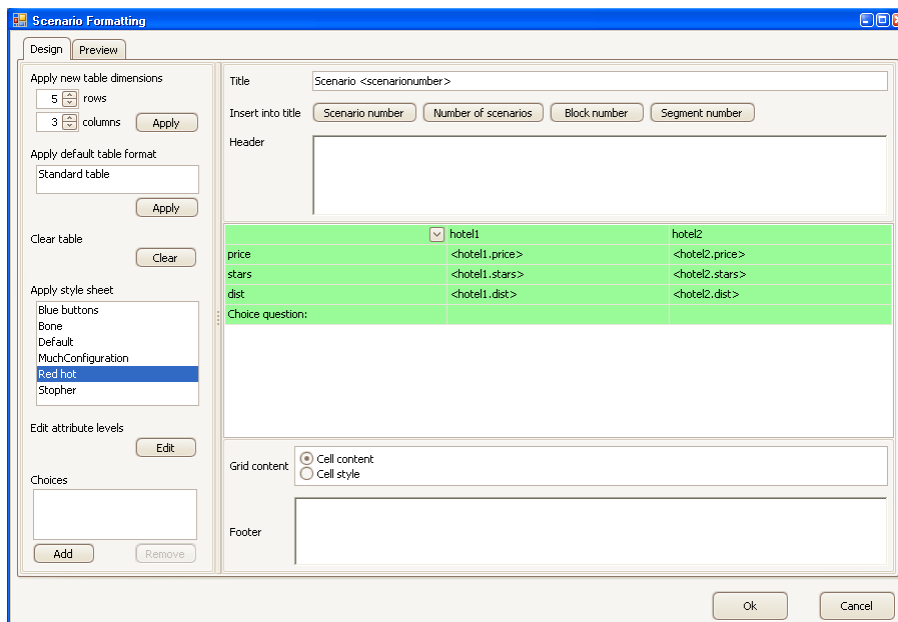 Scenario Formatting
Design Preview
Apply new table dimensions
5 rows
3 columns Apply
Apply default table format
Standard table
Apply
Clear table
Clear
Apply style sheet
Blue buttons
Bone
Default
MuchConfiguration
Red hot
Stopher
Edit attribute levels
Edit
Choices
Add Remove
Title Scenario <scenarionumber>
Insert into title Scenario number Number of scenarios Block number Segment number
Header
hotel1 hotel2
price <hotel1.price> <hotel2.price>
stars <hotel1.stars> <hotel2.stars>
dist <hotel1.dist> <hotel2.dist>
Choice question:
Grid content Cell content
Cell style
Footer
Ok Cancel